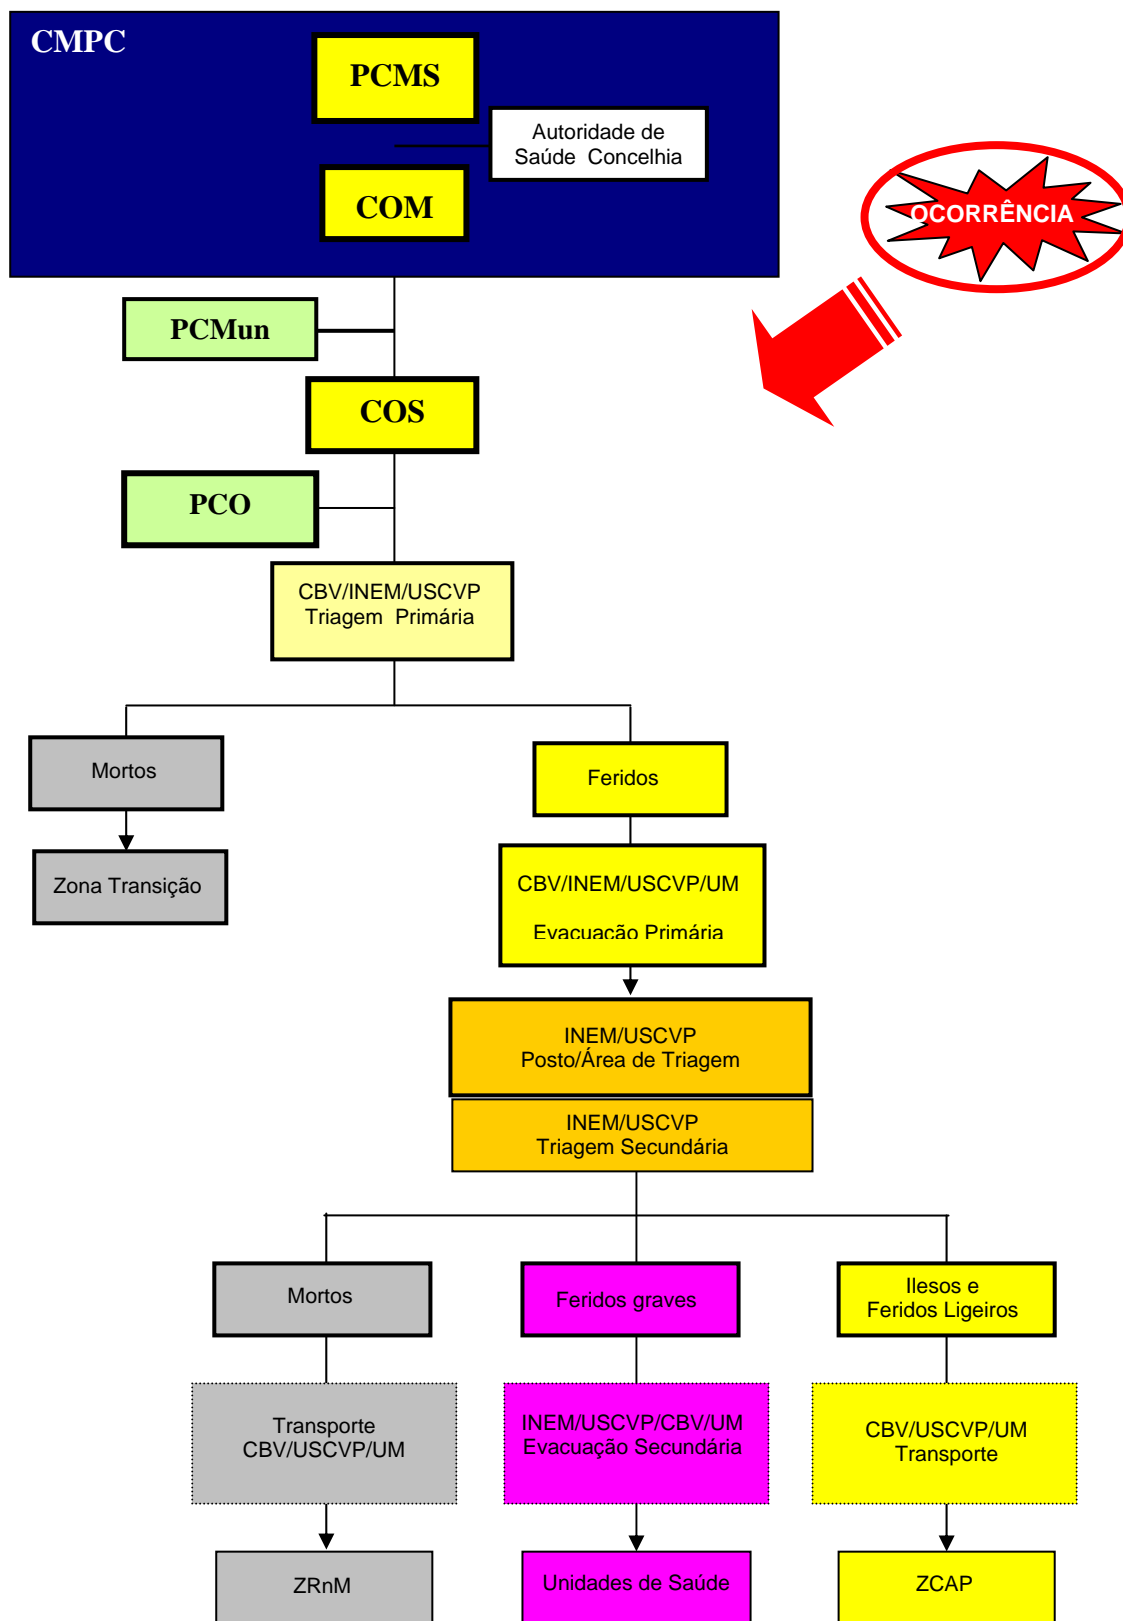 CMPC
PCMS
Autoridade de
Saúde Concelhia
COM
OCORRÊNCIA
PCMun
COS
PCO
CBV/INEM/USCVP
Triagem Primária
Mortos
Feridos
Zona Transição
CBV/INEM/USCVP/UM
Evacuação Primária
INEM/USCVP
Posto/Área de Triagem
INEM/USCVP
Triagem Secundária
Mortos
Feridos graves
Ilesos e
Feridos Ligeiros
Transporte
CBV/USCVP/UM
INEM/USCVP/CBV/UM
Evacuação Secundária
CBV/USCVP/UM
Transporte
ZRnM
Unidades de Saúde
ZCAP